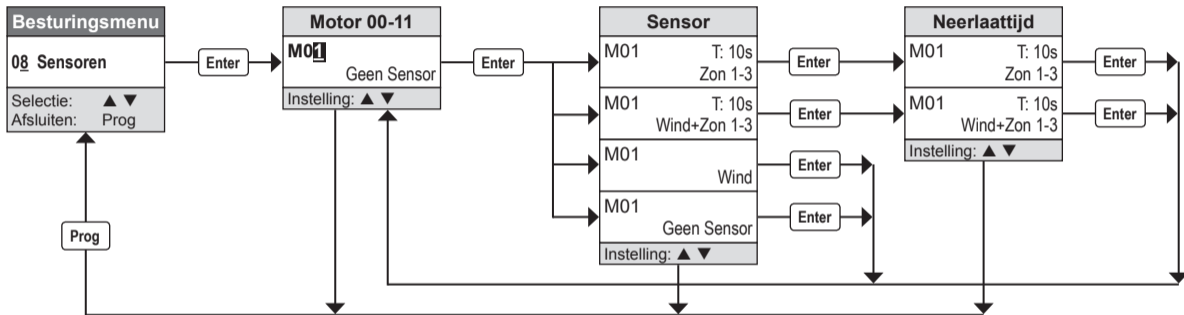 Besturingsmenu
08 Sensoren
Selectie: ▲ ▼
Afsluiten: Prog
Enter
Motor 00-11
M01
Geen Sensor
Instelling: ▲ ▼
Enter
Sensor
M01 T: 10s
Zon 1-3
M01 T: 10s
Wind+Zon 1-3
M01
Wind
M01
Geen Sensor
Instelling: ▲ ▼
Enter
Enter
Enter
Enter
Neerlaattijd
M01 T: 10s
Zon 1-3
M01 T: 10s
Wind+Zon 1-3
Instelling: ▲ ▼
Enter
Enter
Prog